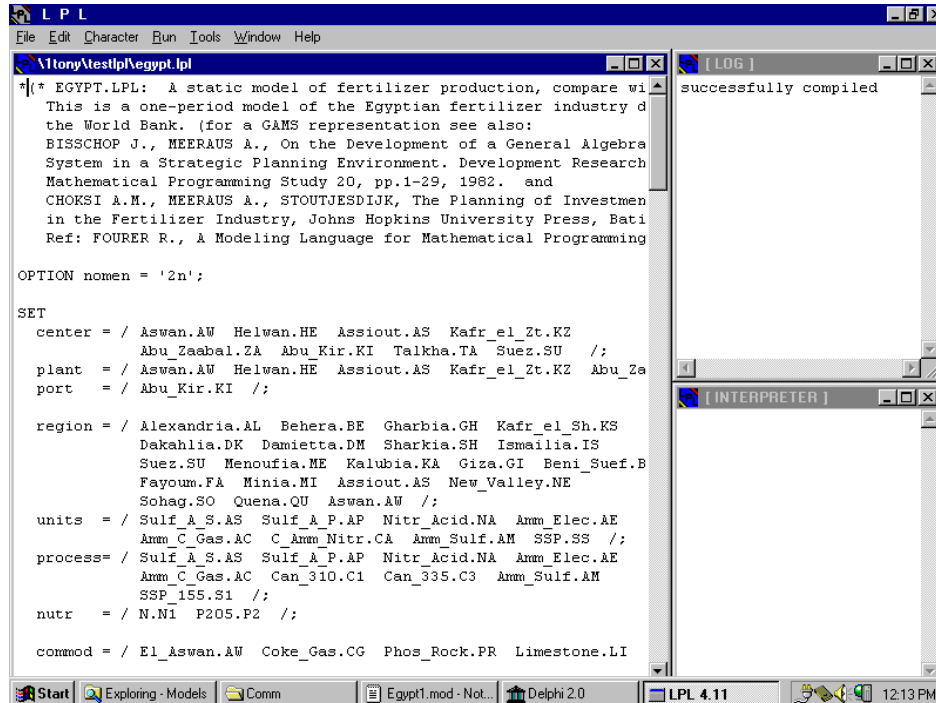 L P L
File Edit Character Run Tools Window Help
\1tony\testlpl\egypt.lpl
*(* EGYPT.LPL: A static model of fertilizer production, compare wi
This is a one-period model of the Egyptian fertilizer industry d
the World Bank. (for a GAMS representation see also:
BISSCHOP J., MEERAUS A., On the Development of a General Algebra
System in a Strategic Planning Environment. Development Research
Mathematical Programming Study 20, pp.1-29, 1982. and
CHOKSI A.M., MEERAUS A., STOUTJESDIJK, The Planning of Investmen
in the Fertilizer Industry, Johns Hopkins University Press, Bati
Ref: FOURER R., A Modeling Language for Mathematical Programming
OPTION nomen = '2n';
SET
center = / Aswan.AW Helwan.HE Assiout.AS Kafr_el_Zt.KZ
Abu_Zaabal.ZA Abu_Kir.KI Talkha.TA Suez.SU /;
plant = / Aswan.AW Helwan.HE Assiout.AS Kafr_el_Zt.KZ Abu_Za
port = / Abu_Kir.KI /;
region = / Alexandria.AL Behera.BE Gharbia.GH Kafr_el_Sh.KS
Dakahlia.DK Damietta.DM Sharkia.SH Ismailia.IS
Suez.SU Menoufia.ME Kalubia.KA Giza.GI Beni_Suef.B
Fayoum.FA Minia.MI Assiout.AS New_Valley.NE
Sohag.SO Quena.QU Aswan.AW /;
units = / Sulf_A_S.AS Sulf_A_P.AP Nitr_Acid.NA Amm_Elec.AE
Amm_C_Gas.AC C_Amm_Nitr.CA Amm_Sulf.AM SSP.SS /;
process= / Sulf_A_S.AS Sulf_A_P.AP Nitr_Acid.NA Amm_Elec.AE
Amm_C_Gas.AC Can_310.C1 Can_335.C3 Amm_Sulf.AM
SSP_155.S1 /;
nutr = / N.N1 P205.P2 /;
commod = / El_Aswan.AW Coke_Gas.CG Phos_Rock.PR Limestone.LI
[ LOG ]
successfully compiled
[ INTERPRETER ]
Start Exploring - Models Comm Egypt1.mod - Not... Delphi 2.0 LPL 4.11 12:13 PM